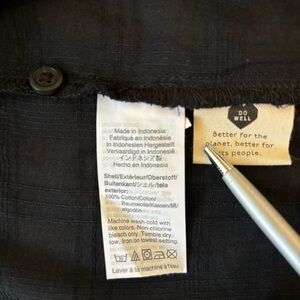 Made in Indonesia
Fabriqué en Indonésie
In Indonesien Hergestellt
Vervaardigd in Indonesië
インドネシア製
Hecho en Indonesia
Shell/Extérieur/Oberstoff/
Buitenkant/シェル/tela
exterior
100% Cotton/Coton/
Baumwolle/Katoen/綿/
algodón
Machine wash cold with
like colors. Non-chlorine
bleach only. Tumble dry
low. Iron on lowest setting.
Laver à la machine à l'eau
DO
WELL
Better for the
planet, better for
its people.